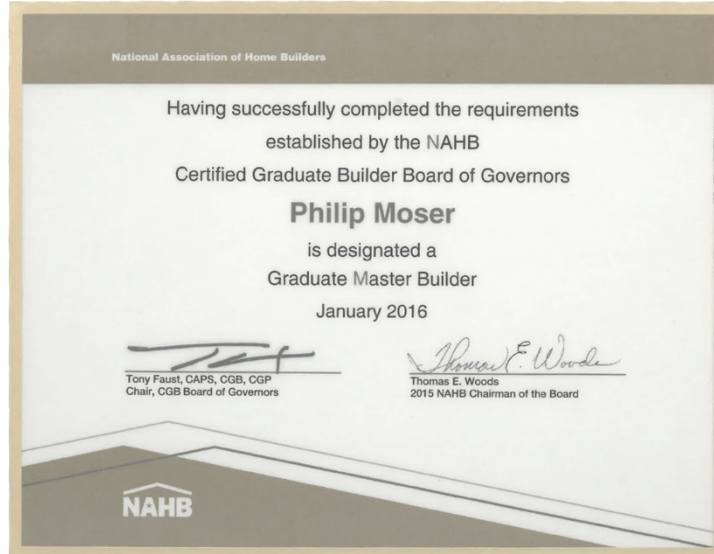 National Association of Home Builders
Having successfully completed the requirements
established by the NAHB
Certified Graduate Builder Board of Governors
Philip Moser
is designated a
Graduate Master Builder
January 2016
Thomas E. Woods
Tony Faust, CAPS, CGB, CGP
Chair, CGB Board of Governors
Thomas E. Woods
2015 NAHB Chairman of the Board
NAHB